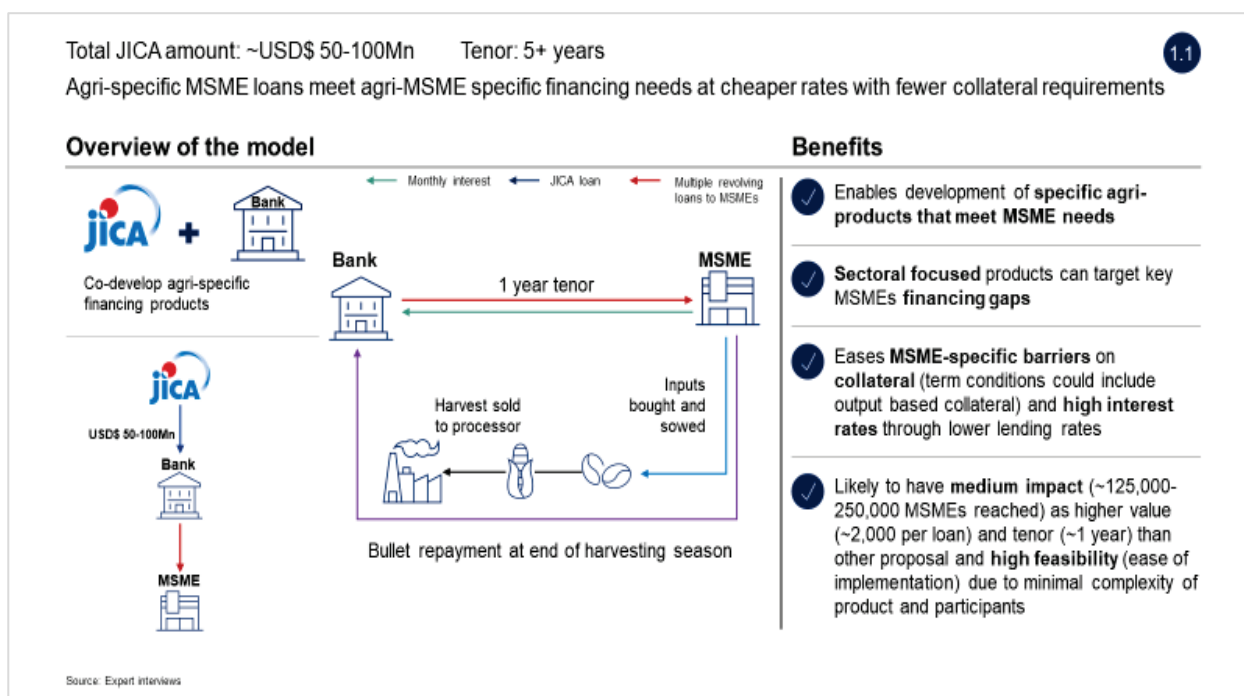 Total JICA amount: ~USD$ 50-100Mn Tenor: 5+ years
1.1
Agri-specific MSME loans meet agri-MSME specific financing needs at cheaper rates with fewer collateral requirements
Overview of the model
jICA
+
Bank
Co-develop agri-specific
financing products
jICA
USD$ 50-100Mn
Bank
MSME
Monthly interest
JICA loan
Multiple revolving
loans to MSMEs
Bank
MSME
1 year tenor
Inputs
bought and
sowed
Harvest sold
to processor
Bullet repayment at end of harvesting season
Benefits
Enables development of specific agri-
products that meet MSME needs
Sectoral focused products can target key
MSMEs financing gaps
Eases MSME-specific barriers on
collateral (term conditions could include
output based collateral) and high interest
rates through lower lending rates
Likely to have medium impact (~125,000-
250,000 MSMEs reached) as higher value
(~2,000 per loan) and tenor (~1 year) than
other proposal and high feasibility (ease of
implementation) due to minimal complexity of
product and participants
Source: Expert interviews